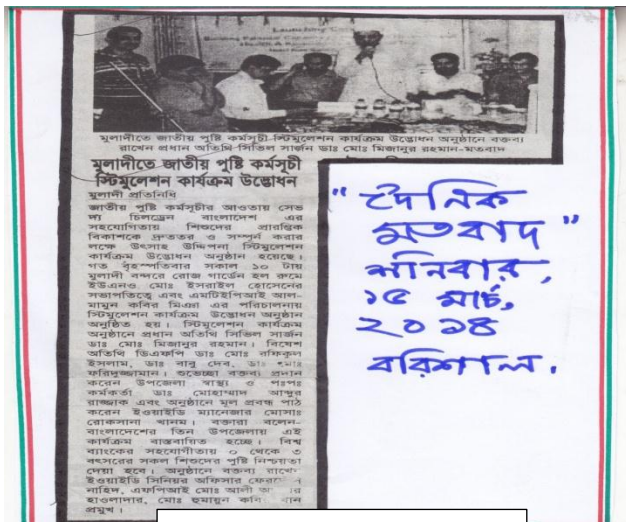 Launching
মুলাদীতে জাতীয় পুষ্টি কর্মসূচী-স্টিমুলেশন কার্যক্রম উদ্ভোধন অনুষ্ঠানে বক্তব্য
রাখেন প্রধান অতিথি সিভিল সার্জন ডাঃ মোঃ মিজানুর রহমান-মতবাদ
মুলাদীতে জাতীয় পুষ্টি কর্মসূচী
স্টিমুলেশন কার্যক্রম উদ্ভোধন
মুলাদী প্রতিনিধি
জাতীয় পুষ্টি কর্মসূচীর আওতায় সেভ
দ্য চিলড্রেন বাংলাদেশ এর
সহযোগিতায় শিশুদের প্রারম্ভিক
বিকাশকে দ্রুততর ও সম্পূর্ন করার
লক্ষে উৎসাহ উদ্দিপনা স্টিমুলেশন
কার্যক্রম উদ্ভোধন অনুষ্ঠান হয়েছে।
গত বৃহস্পতিবার সকাল ১০ টায়
মুলাদী বন্দরে রোজ গার্ডেন হল রুমে
ইউএনও মোঃ ইসরাইল হোসেনের
সভাপতিত্বে এবং এমটিইপিআই আল-
মামুন কবির মিঞা এর পরিচালনায়
স্টিমুলেশন কার্যক্রম উদ্ভোধন অনুষ্ঠান
অনুষ্ঠিত হয়। স্টিমুলেশন কার্যক্রম
অনুষ্ঠানে প্রধান অতিথি সিভিল সার্জন
ডাঃ মোঃ মিজানুর রহমান। বিষেশ
অতিথি ডিএফপি ডাঃ মোঃ রফিকুল
ইসলাম, ডাঃ বাবু দেব, ডাঃ মোঃ
ফরিদুজ্জামান। শুভেচ্ছা বক্তব্য প্রদান
করেন উপজেলা স্বাস্থ্য ও পঃপঃ
কর্মকর্তা ডাঃ মোহাম্মাদ আব্দুর
রাজ্জাক এবং অনুষ্ঠানে মূল প্রবন্ধ পাঠ
করেন ইওয়াইডি ম্যানেজার মোসাঃ
রোকসানা খানম। বক্তারা বলেন-
বাংলাদেশের তিন উপজেলায় এই
কার্যক্রম বাস্তবায়িত হচ্ছে। বিশ্ব
ব্যাংকের সহযোগীতায় ০ থেকে ৩
বৎসরের সকল শিশুদের পুষ্টি নিশ্চয়তা
দেয়া হবে। অনুষ্ঠানে বক্তব্য রাখেন
ইওয়াইডি সিনিয়র অফিসার
নাহিদ, এফপিআই মোঃ আলী
হাওলাদার, মোঃ হুমায়ুন কবি খান
প্রমুখ।
"দৈনিক
মতবাদ"
শনিবার,
১৫ মার্চ,
২০১৪
বরিশাল.